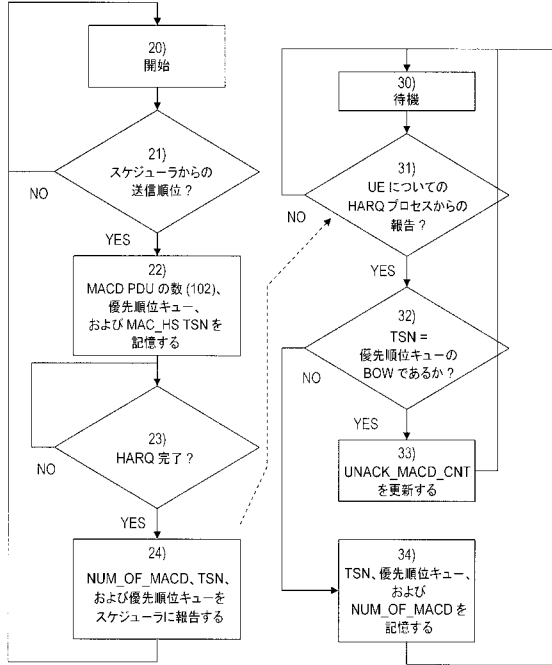 20)
開始
21)
スケジューラからの
送信順位?
NO
YES
22)
MACD PDU の数 (102)、
優先順位キュー、
および MAC_HS TSN を
記憶する
23)
HARQ 完了?
NO
YES
24)
NUM_OF_MACD、TSN、
および優先順位キューを
スケジューラに報告する
30)
待機
31)
UE についての
HARQ プロセスからの
報告?
NO
YES
32)
TSN =
優先順位キューの
BOW であるか?
NO
YES
33)
UNACK_MACD_CNT
を更新する
34)
TSN、優先順位キュー、
および
NUM_OF_MACD を
記憶する